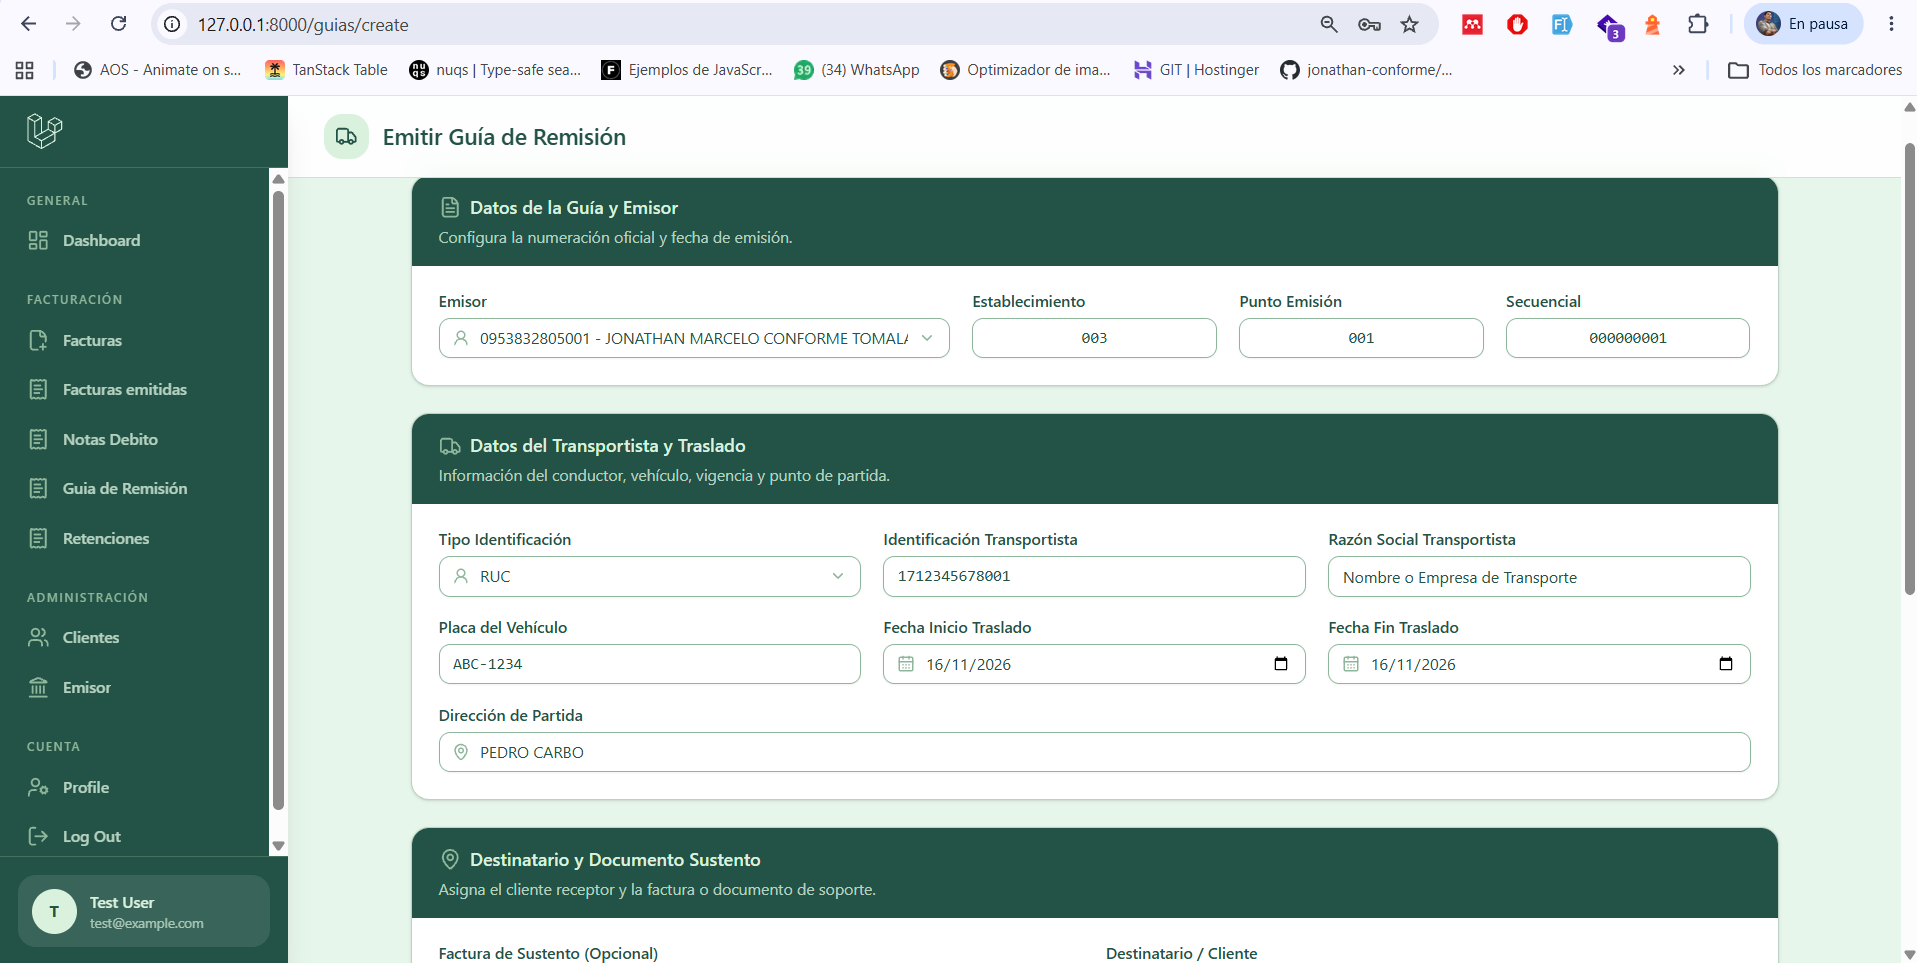 127.0.0.1:8000/guias/create
3
En pausa
AOS - Animate on s...
TanStack Table
nuqs | Type-safe sea...
Ejemplos de JavaScr...
39
(34) WhatsApp
Optimizador de ima...
GIT | Hostinger
jonathan-conforme/...
Todos los marcadores
GENERAL
Dashboard
FACTURACIÓN
Facturas
Facturas emitidas
Notas Debito
Guia de Remisión
Retenciones
ADMINISTRACIÓN
Clientes
Emisor
CUENTA
Profile
Log Out
T
Test User
test@example.com
Emitir Guía de Remisión
Datos de la Guía y Emisor
Configura la numeración oficial y fecha de emisión.
Emisor
Establecimiento
Punto Emisión
Secuencial
0953832805001 - JONATHAN MARCELO CONFORME TOMALA
003
001
000000001
Datos del Transportista y Traslado
Información del conductor, vehículo, vigencia y punto de partida.
Tipo Identificación
Identificación Transportista
Razón Social Transportista
RUC
1712345678001
Nombre o Empresa de Transporte
Placa del Vehículo
Fecha Inicio Traslado
Fecha Fin Traslado
ABC-1234
16/11/2026
16/11/2026
Dirección de Partida
PEDRO CARBO
Destinatario y Documento Sustento
Asigna el cliente receptor y la factura o documento de soporte.
Factura de Sustento (Opcional)
Destinatario / Cliente